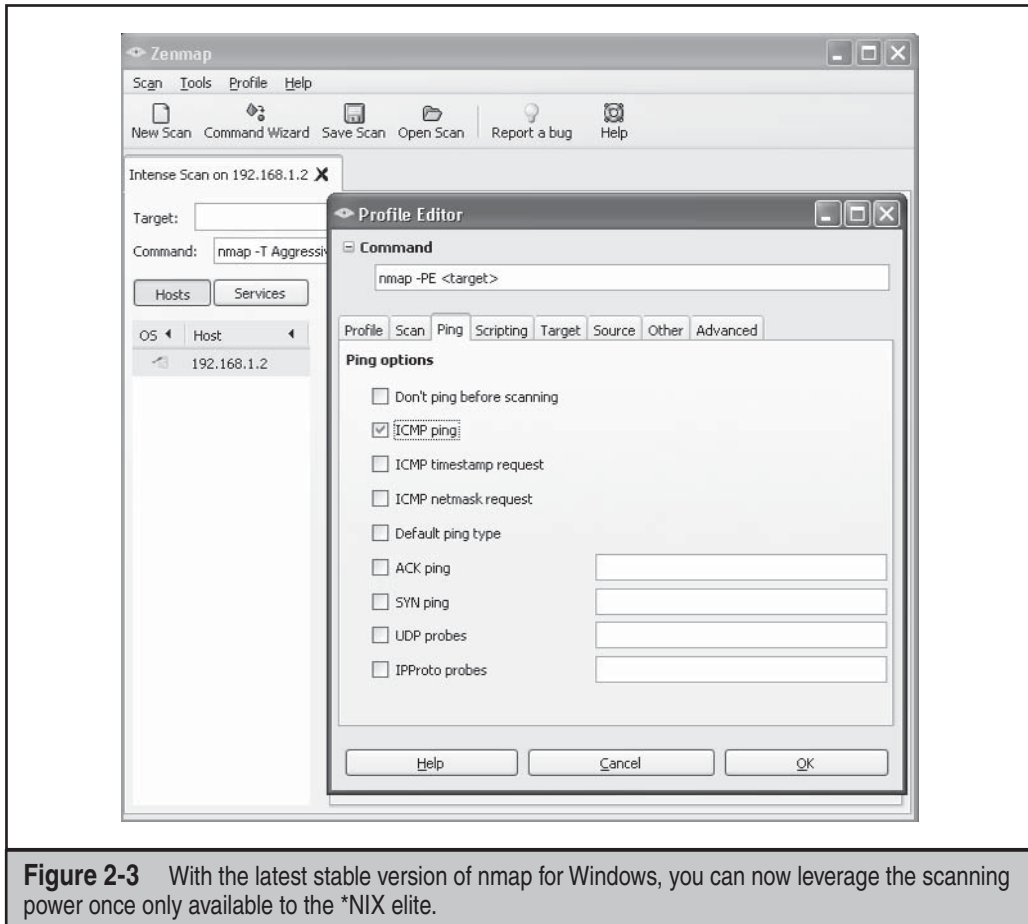 Zenmap
Scan Tools Profile Help
New Scan Command Wizard Save Scan Open Scan Report a bug Help
Intense Scan on 192.168.1.2
Target:
Command: nmap -T Aggressiv
Hosts Services
OS Host
192.168.1.2
Profile Editor
Command
nmap -PE <target>
Profile Scan Ping Scripting Target Source Other Advanced
Ping options
Don't ping before scanning
ICMP ping
ICMP timestamp request
ICMP netmask request
Default ping type
ACK ping
SYN ping
UDP probes
IPProto probes
Help Cancel OK
Figure 2-3 With the latest stable version of nmap for Windows, you can now leverage the scanning
power once only available to the *NIX elite.